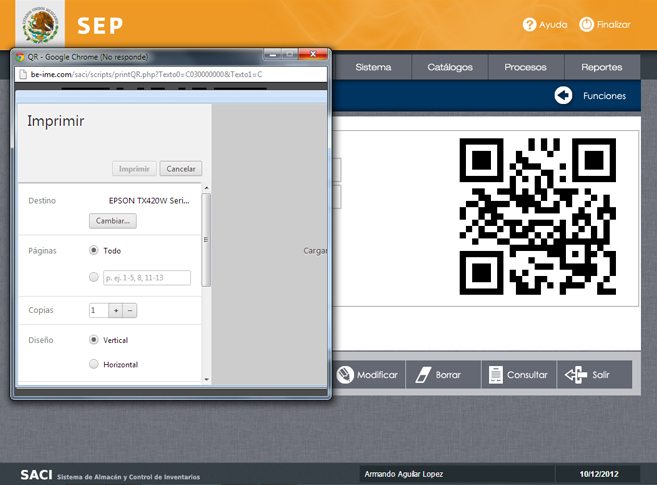 SEP
Ayuda
Finalizar
QR - Google Chrome (No responde)
be-ime.com/saci/scripts/printQR.php?Texto0=C030000000&Texto1=C
Sistema
Catálogos
Procesos
Reportes
Funciones
Imprimir
Imprimir
Cancelar
Destino
EPSON TX420W Seri...
Cambiar...
Páginas
Todo
p. ej. 1-5, 8, 11-13
Cargar
Copias
1
+
−
Diseño
Vertical
Horizontal
Modificar
Borrar
Consultar
Salir
SACI Sistema de Almacén y Control de Inventarios
Armando Aguilar Lopez
10/12/2012